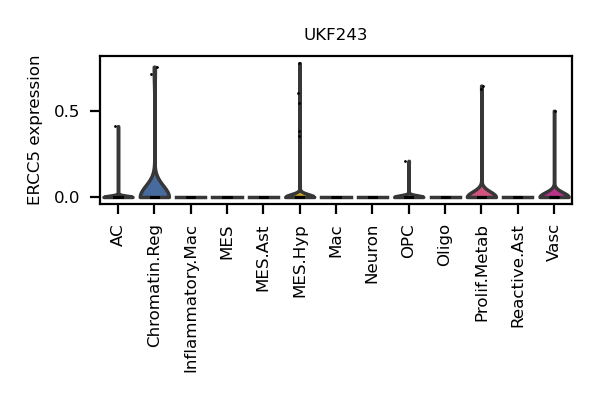 UKF243
ERCC5 expression
0.5
0.0
AC
Chromatin.Reg
Inflammatory.Mac
MES
MES.Ast
MES.Hyp
Mac
Neuron
OPC
Oligo
Prolif.Metab
Reactive.Ast
Vasc